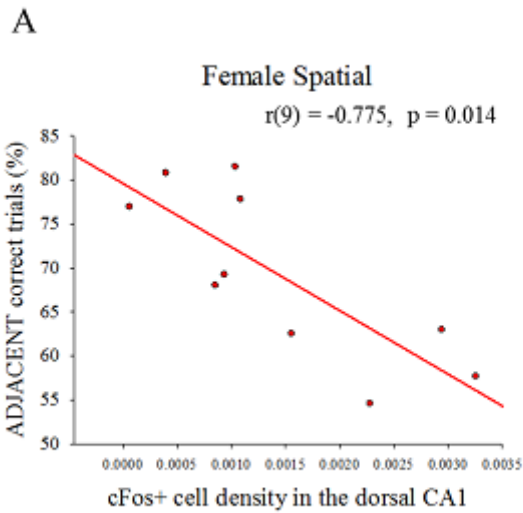 A
Female Spatial
r(9) = -0.775, p = 0.014
ADJACENT correct trials (%)
85
80
75
70
65
60
55
50
0.0000 0.0005 0.0010 0.0015 0.0020 0.0025 0.0030 0.0035
cFos+ cell density in the dorsal CA1